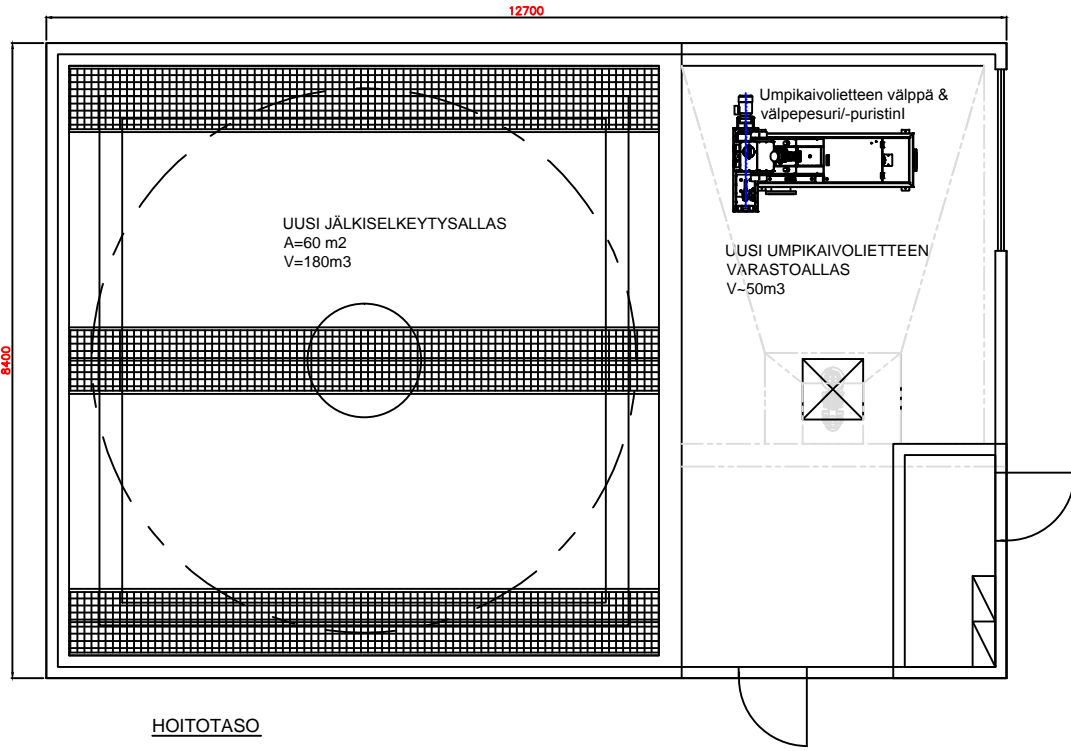 12700
Umpikaivolietteen välppä &
välpepesuri/-puristinl
UUSI JÄLKISELKEYTYSALLAS
A=60 m2
V=180m3
UUSI UMPIKAIVOLIETTEEN
VARASTOALLAS
V~50m3
8400
HOITOTASO